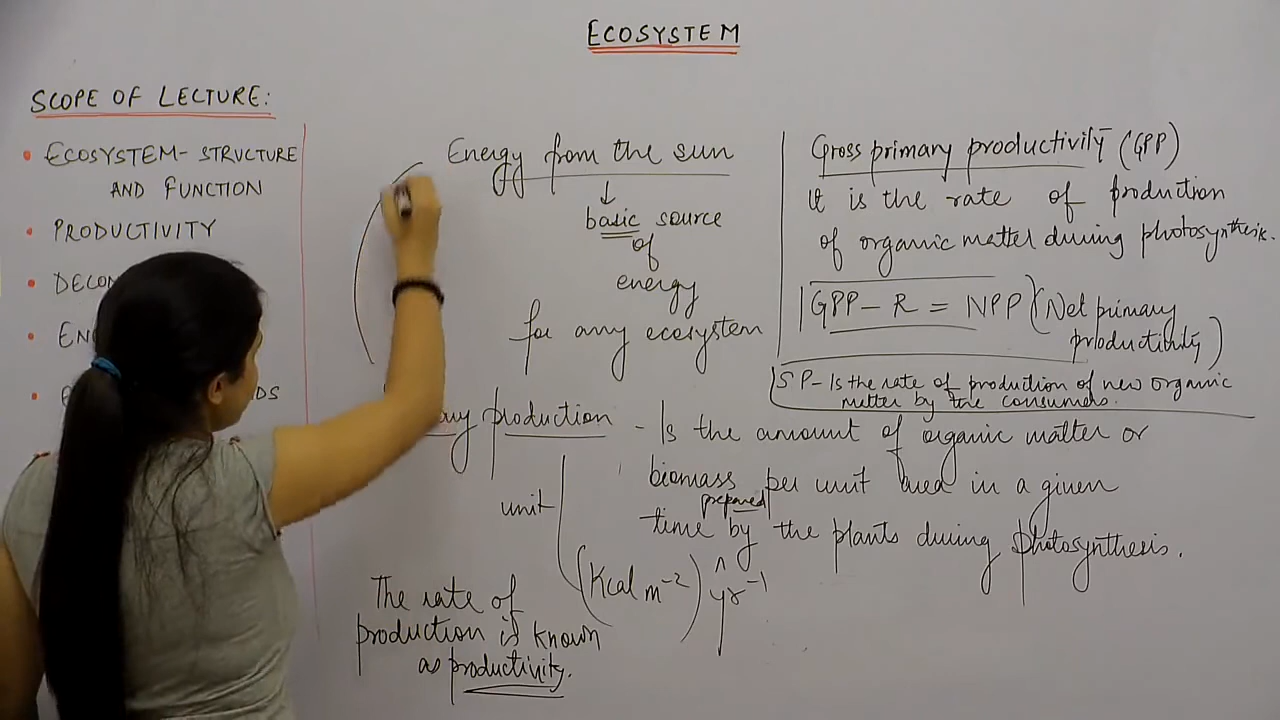 ECOSYSTEM
SCOPE OF LECTURE:
• ECOSYSTEM- STRUCTURE
AND FUNCTION
• PRODUCTIVITY
Energy from the sun
↓
basic source
of
energy
for any ecosystem
Gross primary productivity (GPP)
It is the rate of production
of organic matter during photosynthesis.
GPP - R = NPP (Net primary
productivity)
SP - Is the rate of production of new organic
matter by the consumers.
production - Is the amount of organic matter or
biomass per unit area in a given
prepared
time by the plants during photosynthesis.
^
unit
(Kcal m⁻²) yr⁻¹
The rate of
production is known
as productivity.